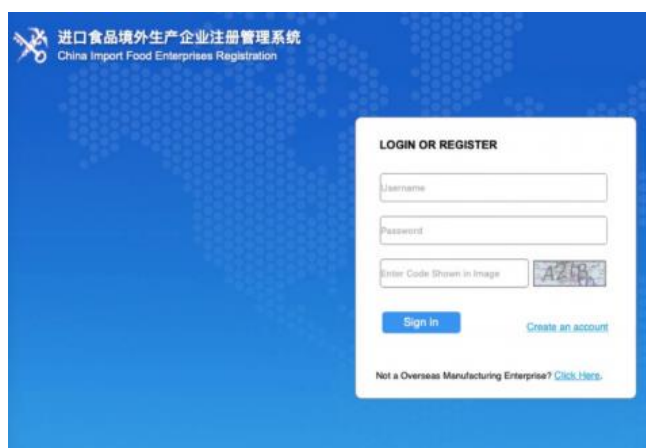 进口食品境外生产企业注册管理系统
China Import Food Enterprises Registration
LOGIN OR REGISTER
Username
Password
Enter Code Shown in Image
Sign in
Create an account
Not a Overseas Manufacturing Enterprise? Click Here.